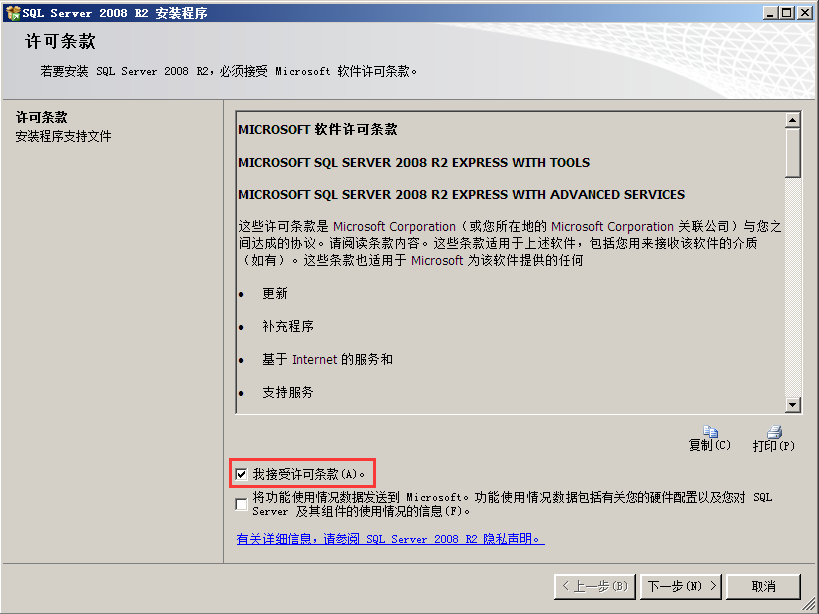 SQL Server 2008 R2 安装程序
许可条款
若要安装 SQL Server 2008 R2，必须接受 Microsoft 软件许可条款。
许可条款
安装程序支持文件
MICROSOFT 软件许可条款
MICROSOFT SQL SERVER 2008 R2 EXPRESS WITH TOOLS
MICROSOFT SQL SERVER 2008 R2 EXPRESS WITH ADVANCED SERVICES
这些许可条款是 Microsoft Corporation（或您所在地的 Microsoft Corporation 关联公司）与您之
间达成的协议。请阅读条款内容。这些条款适用于上述软件，包括您用来接收该软件的介质
（如有）。这些条款也适用于 Microsoft 为该软件提供的任何
• 更新
• 补充程序
• 基于 Internet 的服务和
• 支持服务
复制(C) 打印(P)
我接受许可条款(A)。
将功能使用情况数据发送到 Microsoft。功能使用情况数据包括有关您的硬件配置以及您对 SQL
Server 及其组件的使用情况的信息(F)。
有关详细信息，请参阅 SQL Server 2008 R2 隐私声明。
< 上一步(B) 下一步(N) > 取消